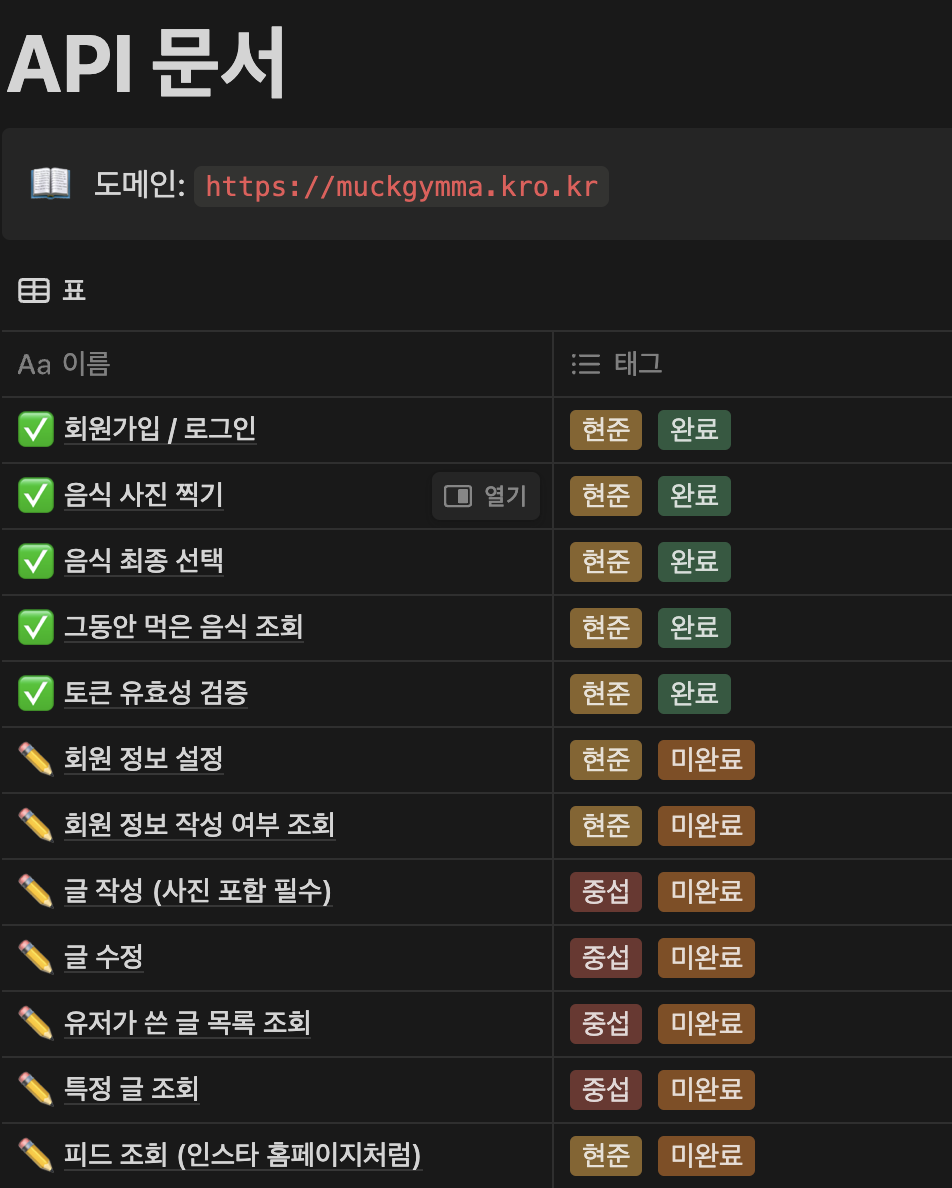 API 문서
도메인: https://muckgymma.kro.kr
표
Aa 이름 태그
회원가입 / 로그인 현준 완료
음식 사진 찍기 열기 현준 완료
음식 최종 선택 현준 완료
그동안 먹은 음식 조회 현준 완료
토큰 유효성 검증 현준 완료
회원 정보 설정 현준 미완료
회원 정보 작성 여부 조회 현준 미완료
글 작성 (사진 포함 필수) 중섭 미완료
글 수정 중섭 미완료
유저가 쓴 글 목록 조회 중섭 미완료
특정 글 조회 중섭 미완료
피드 조회 (인스타 홈페이지처럼) 현준 미완료